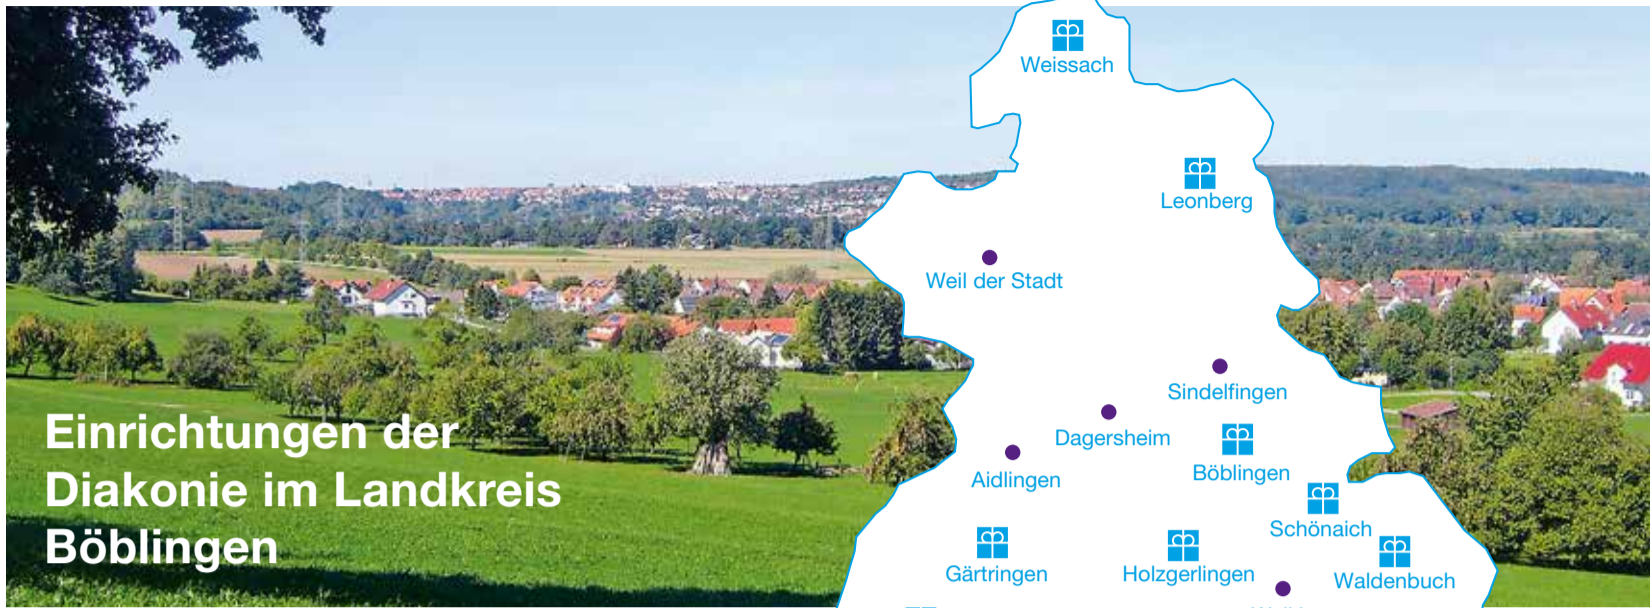 Weissach
Leonberg
Weil der Stadt
Sindelfingen
Dagersheim
Böblingen
Aidlingen
Schönaich
Gärtringen
Holzgerlingen
Waldenbuch
Einrichtungen der
Diakonie im Landkreis
Böblingen